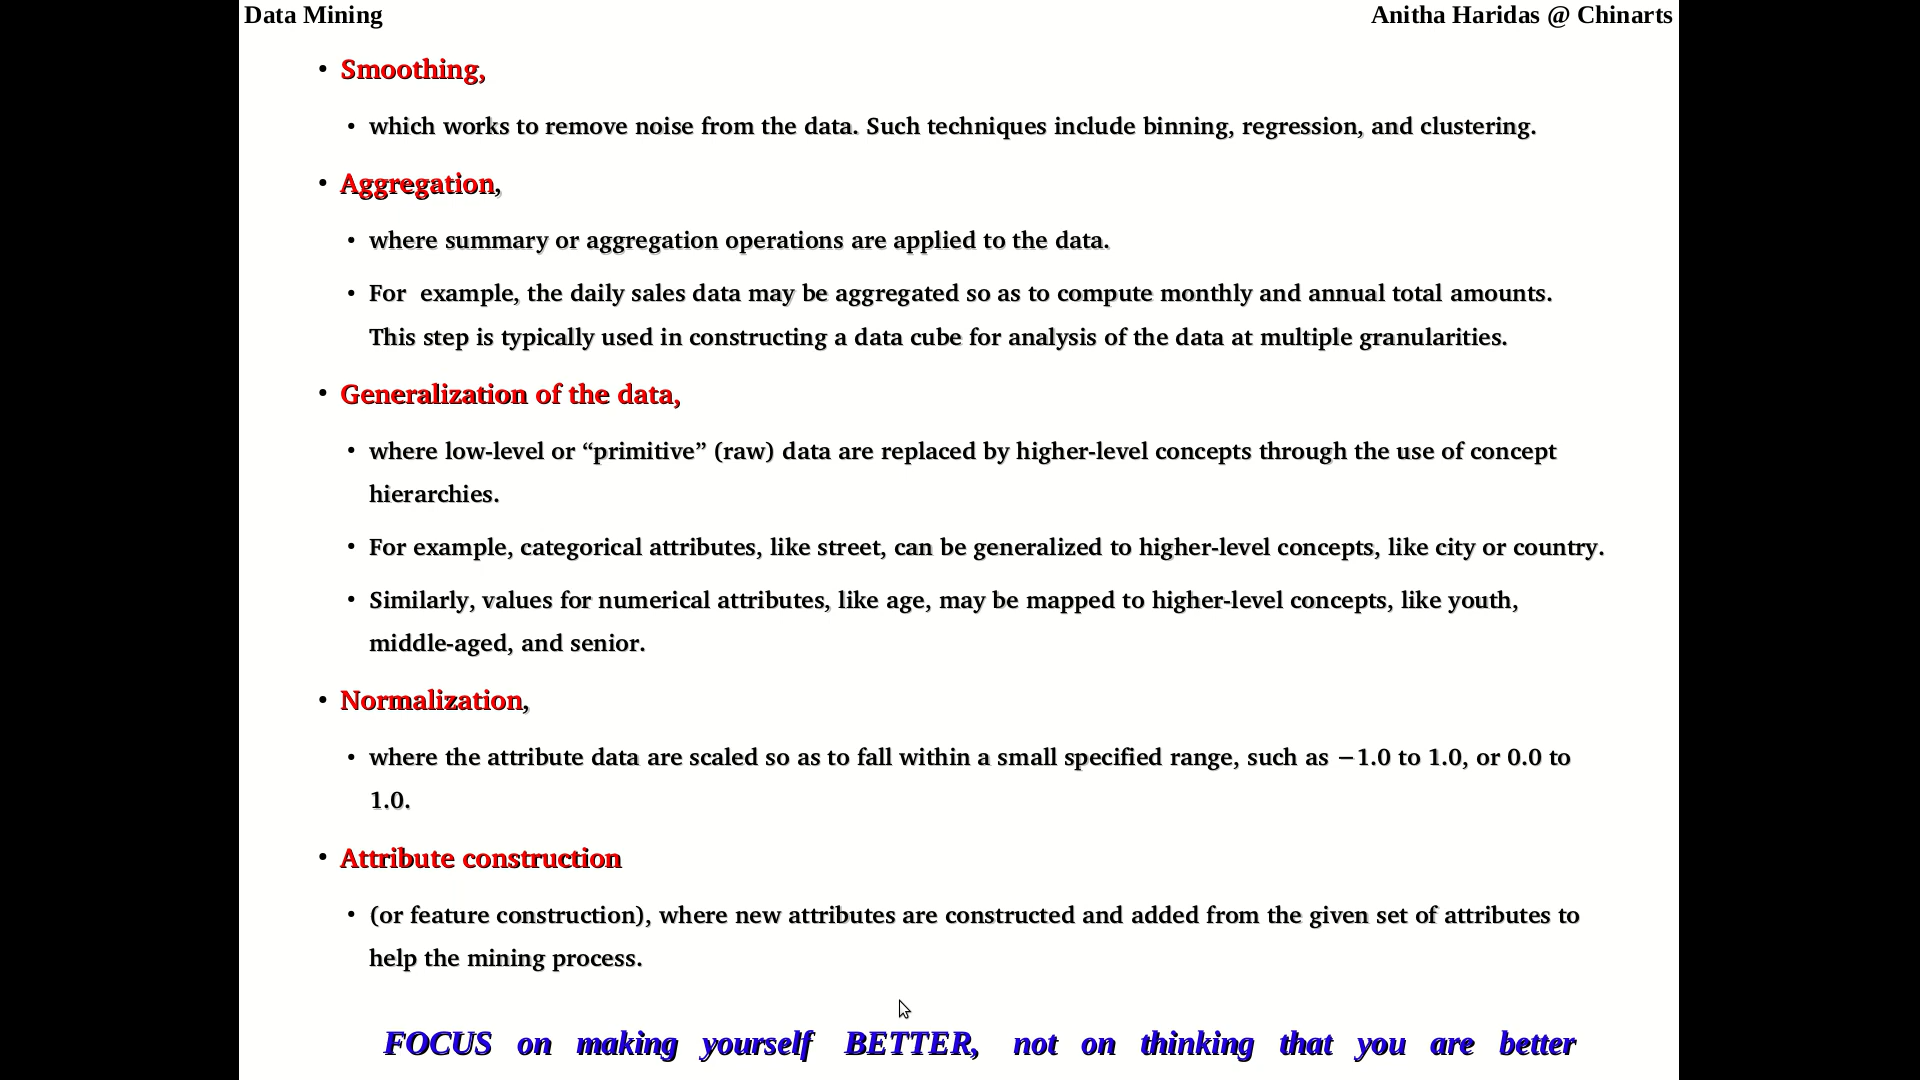 Data Mining Anitha Haridas @ Chinarts
• Smoothing,
• which works to remove noise from the data. Such techniques include binning, regression, and clustering.
• Aggregation,
• where summary or aggregation operations are applied to the data.
• For example, the daily sales data may be aggregated so as to compute monthly and annual total amounts.
This step is typically used in constructing a data cube for analysis of the data at multiple granularities.
• Generalization of the data,
• where low-level or “primitive” (raw) data are replaced by higher-level concepts through the use of concept
hierarchies.
• For example, categorical attributes, like street, can be generalized to higher-level concepts, like city or country.
• Similarly, values for numerical attributes, like age, may be mapped to higher-level concepts, like youth,
middle-aged, and senior.
• Normalization,
• where the attribute data are scaled so as to fall within a small specified range, such as −1.0 to 1.0, or 0.0 to
1.0.
• Attribute construction
• (or feature construction), where new attributes are constructed and added from the given set of attributes to
help the mining process.
FOCUS on making yourself BETTER, not on thinking that you are better